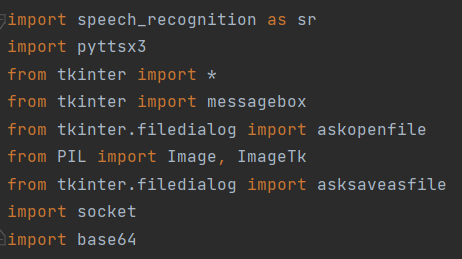 import speech_recognition as sr
import pyttsx3
from tkinter import *
from tkinter import messagebox
from tkinter.filedialog import askopenfile
from PIL import Image, ImageTk
from tkinter.filedialog import asksaveasfile
import socket
import base64